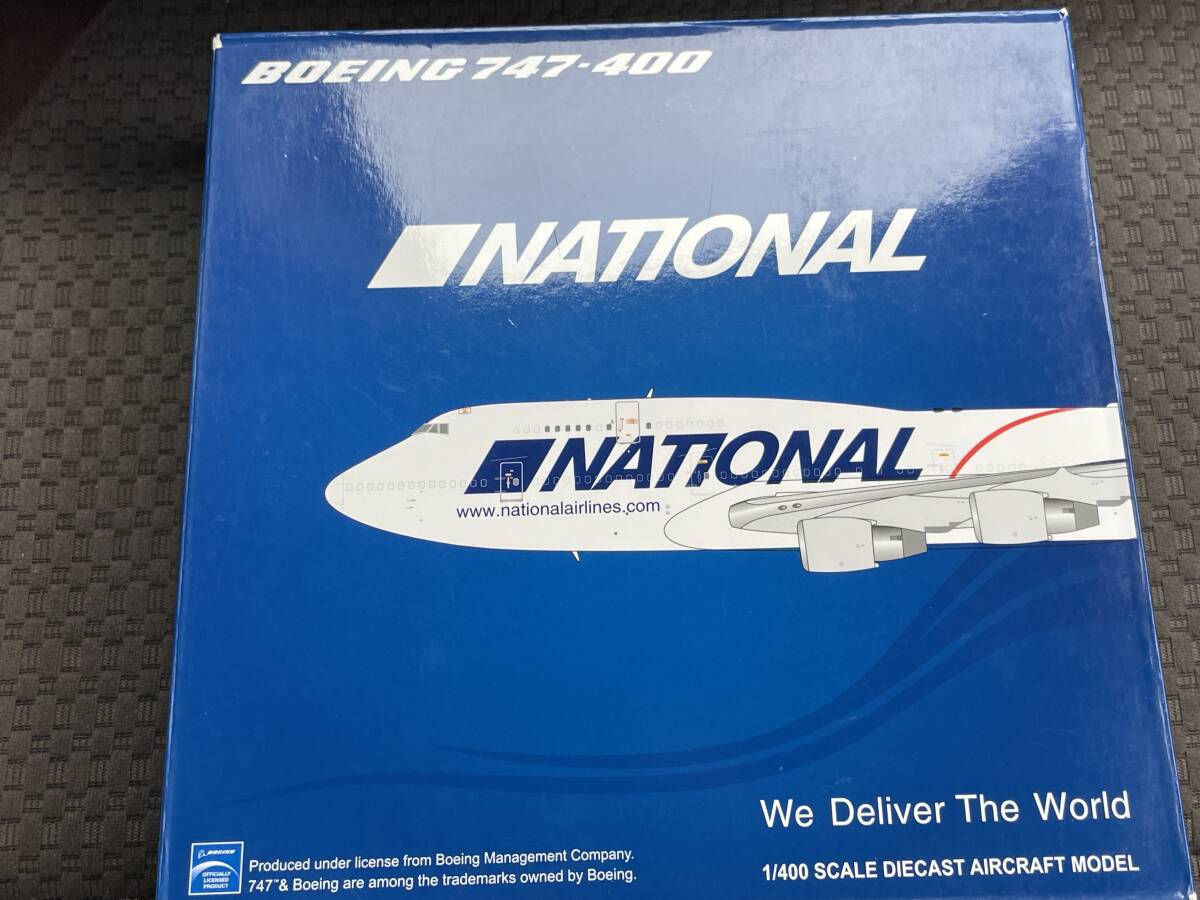 BOEING 747-400
NATIONAL
NATIONAL
www.nationalairlines.com
We Deliver The World
BOEING
OFFICIALLY
LICENSED
PRODUCT
Produced under license from Boeing Management Company.
747™ & Boeing are among the trademarks owned by Boeing.
1/400 SCALE DIECAST AIRCRAFT MODEL